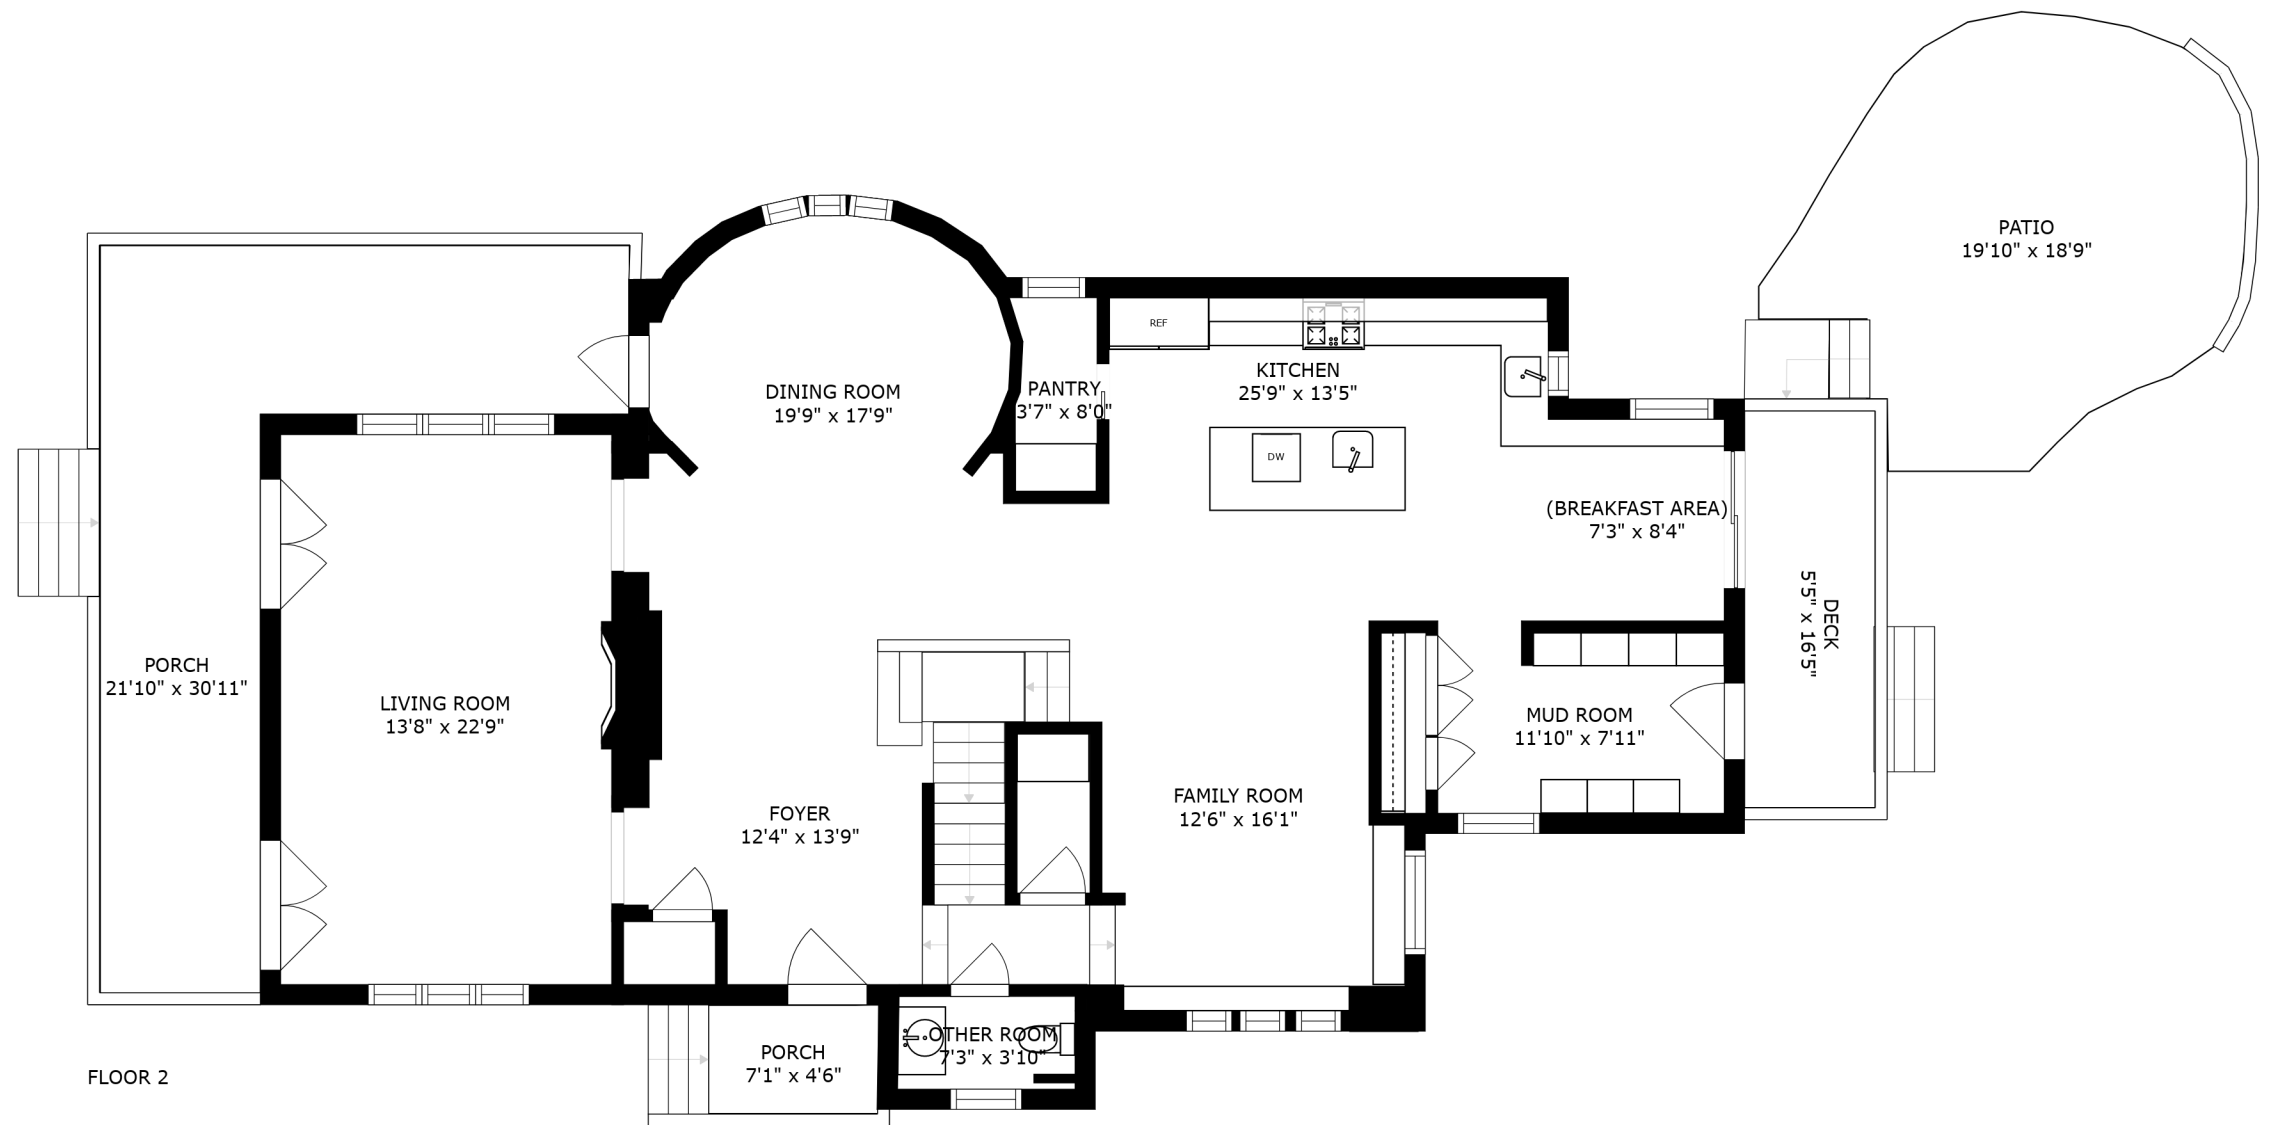 PATIO
19'10" x 18'9"
REF
KITCHEN
25'9" x 13'5"
DINING ROOM
19'9" x 17'9"
PANTRY
3'7" x 8'0"
DW
(BREAKFAST AREA)
7'3" x 8'4"
DECK
5'5" x 16'5"
PORCH
21'10" x 30'11"
LIVING ROOM
13'8" x 22'9"
MUD ROOM
11'10" x 7'11"
FAMILY ROOM
12'6" x 16'1"
FOYER
12'4" x 13'9"
OTHER ROOM
7'3" x 3'10"
PORCH
7'1" x 4'6"
FLOOR 2